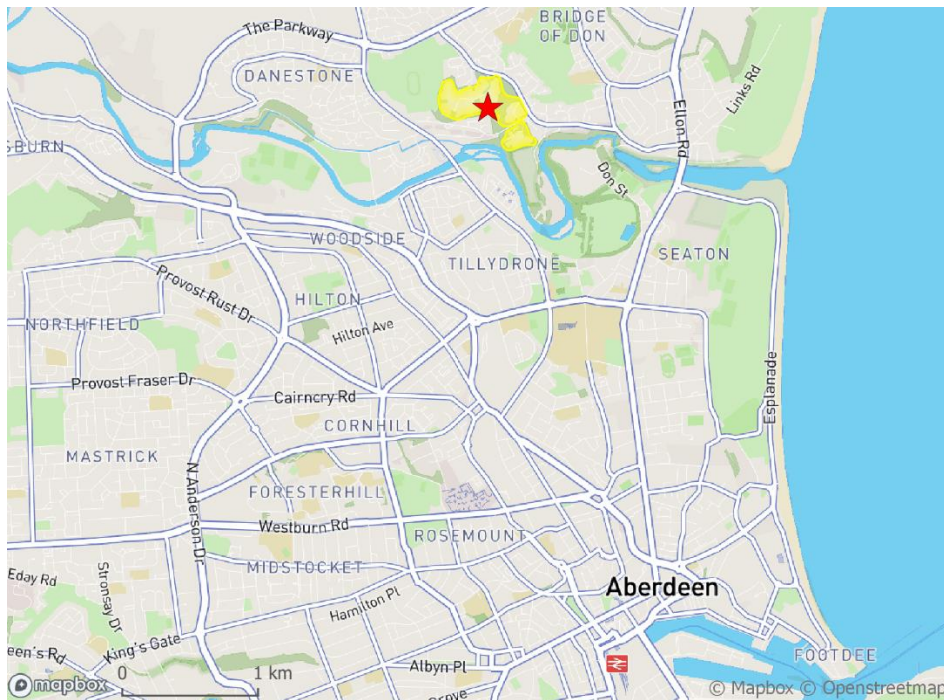 BRIDGE
OF DON
The Parkway
DANESTONE
Links Rd
Ellon Rd
SBURN
Don St
WOODSIDE
TILLYDRONE
SEATON
Provost Rust Dr
HILTON
NORTHFIELD
Hilton Ave
Esplanade
Provost Fraser Dr
Cairncry Rd
CORNHILL
MASTRICK
N Anderson Dr
FORESTERHILL
Westburn Rd
ROSEMOUNT
MIDSTOCKET
Eday Rd
Stronsay Dr
Aberdeen
Hamilton Pl
King's Gate
een's Rd
FOOTDEE
Albyn Pl
0 1 km
Grove
mapbox
© Mapbox © Openstreetmap